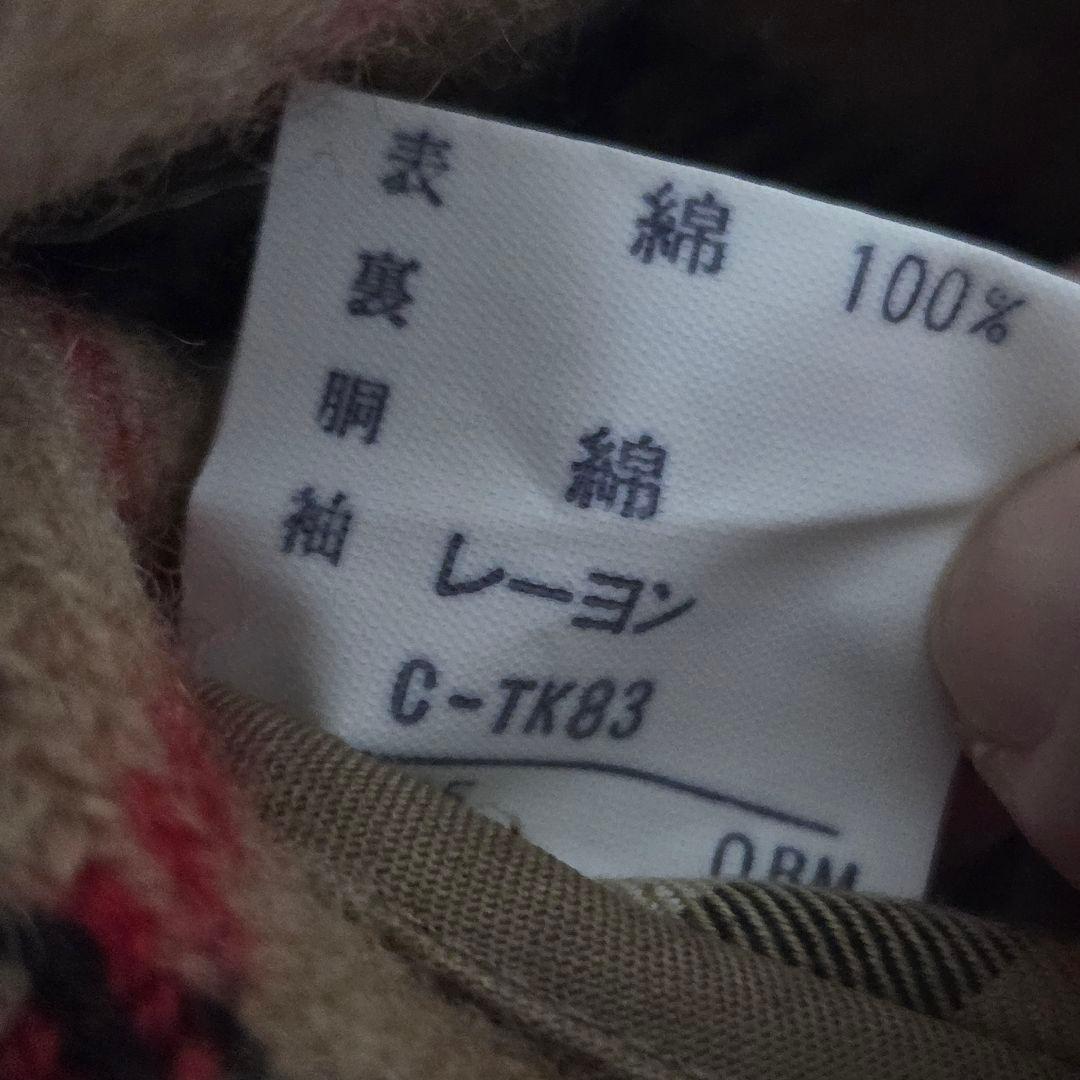 表 綿 100%
裏
胴 綿
袖 レーヨン
C-TK83